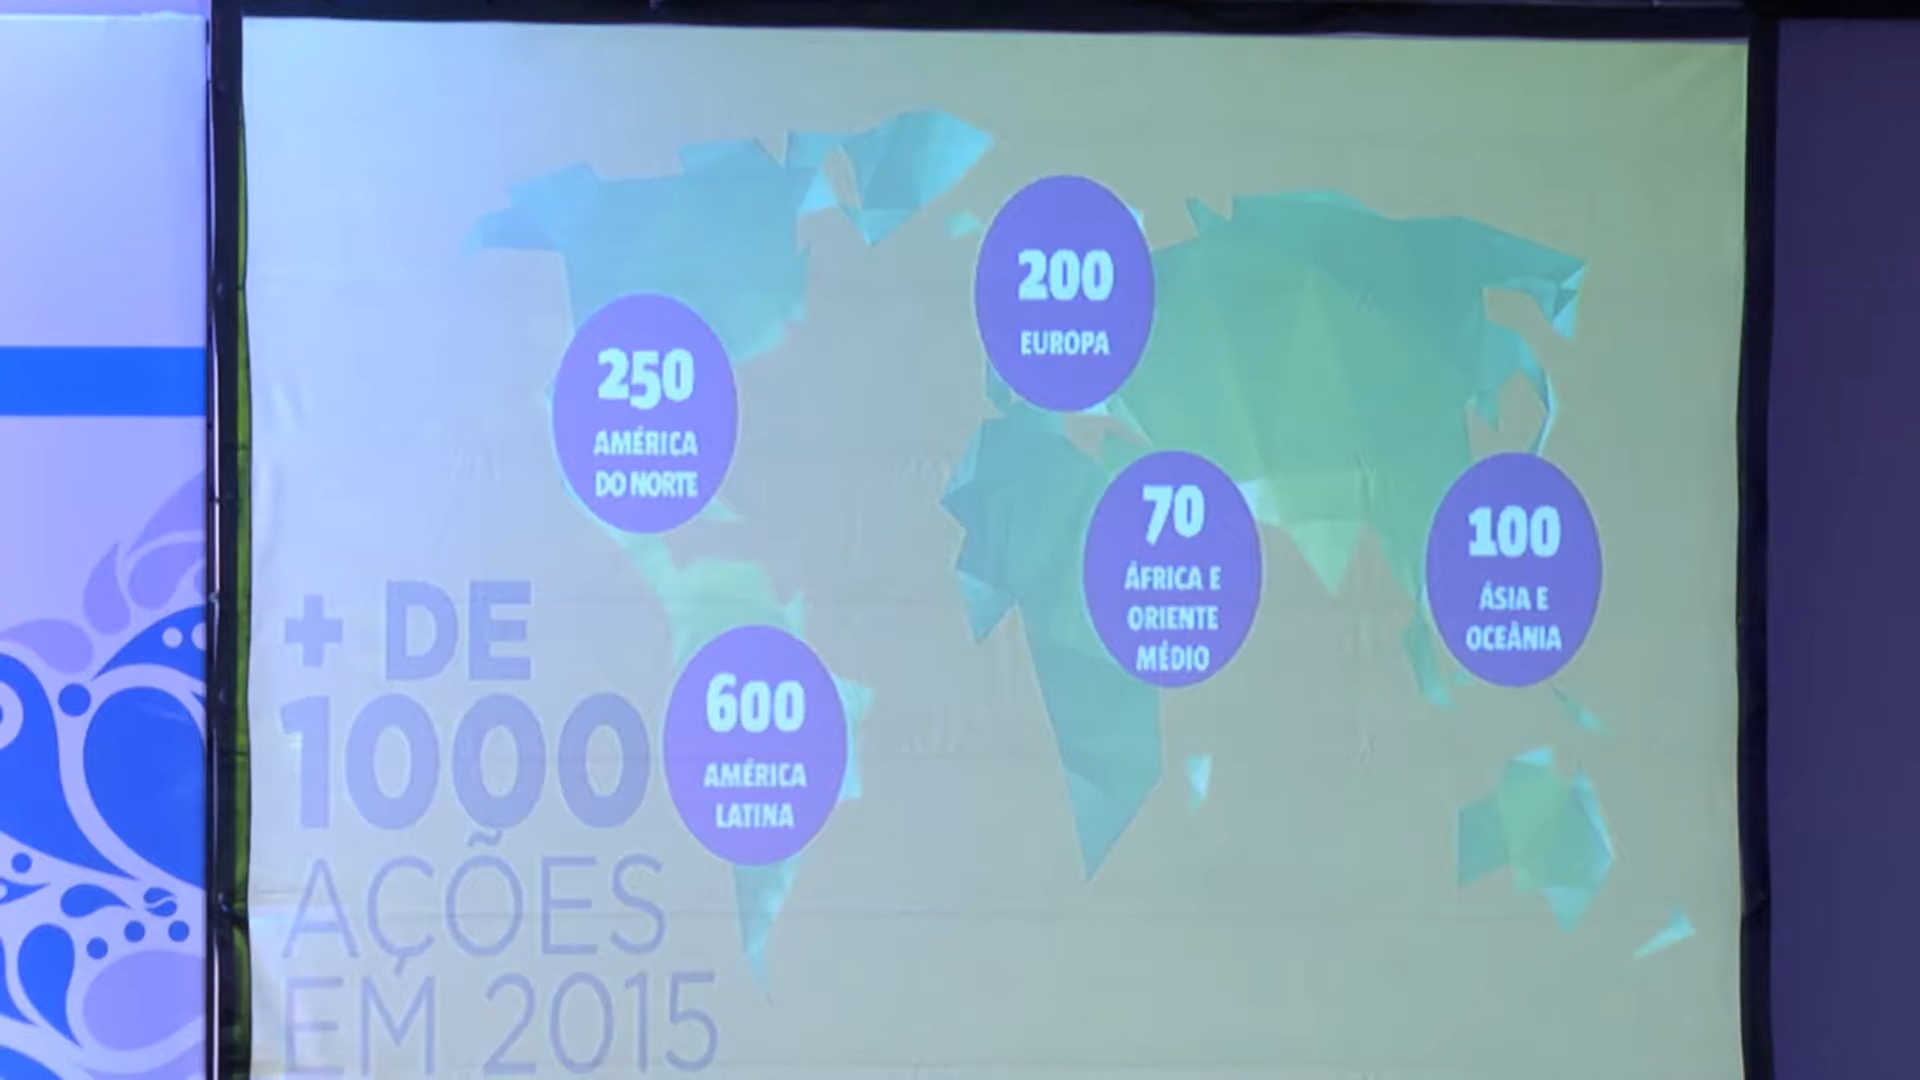 200
EUROPA
250
AMÉRICA
DO NORTE
70
ÁFRICA E
ORIENTE
MÉDIO
100
ÁSIA E
OCEÂNIA
600
AMÉRICA
LATINA
+ DE
1000
AÇÕES
EM 2015